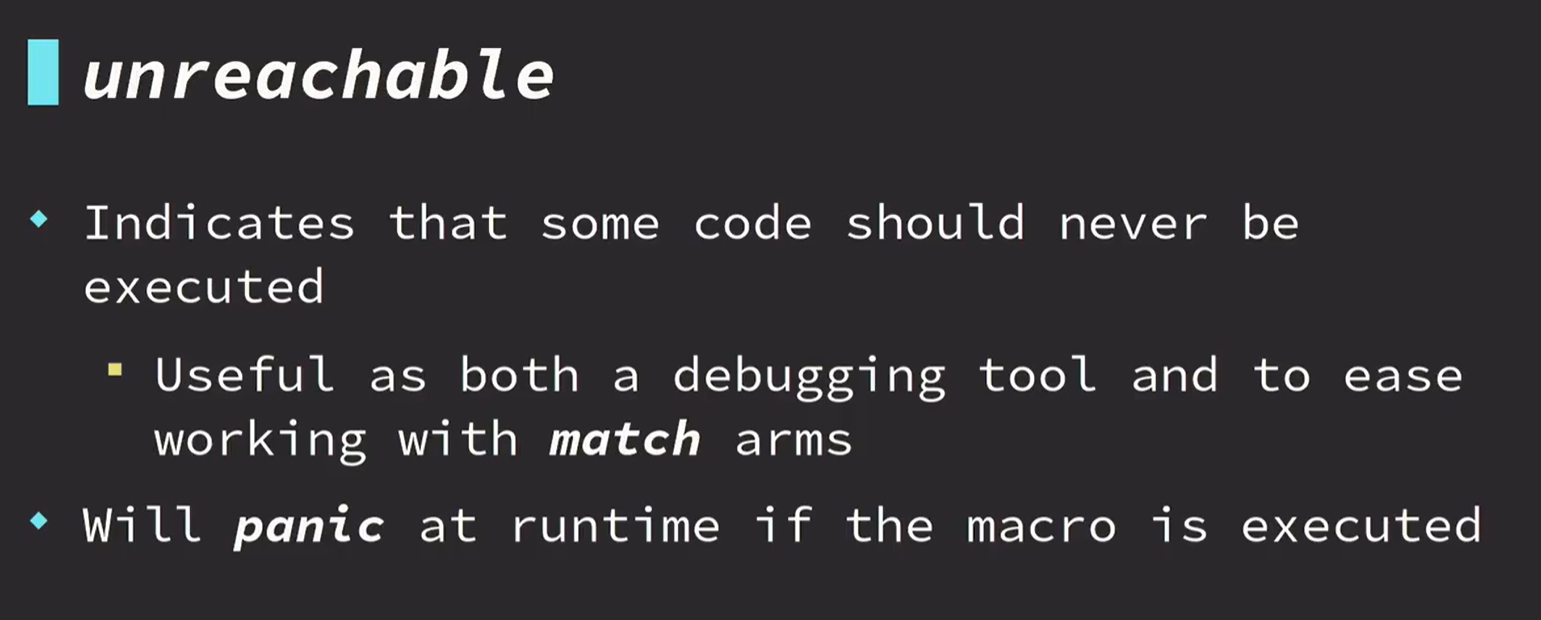 unreachable
Indicates that some code should never be
executed
Useful as both a debugging tool and to ease
working with match arms
Will panic at runtime if the macro is executed